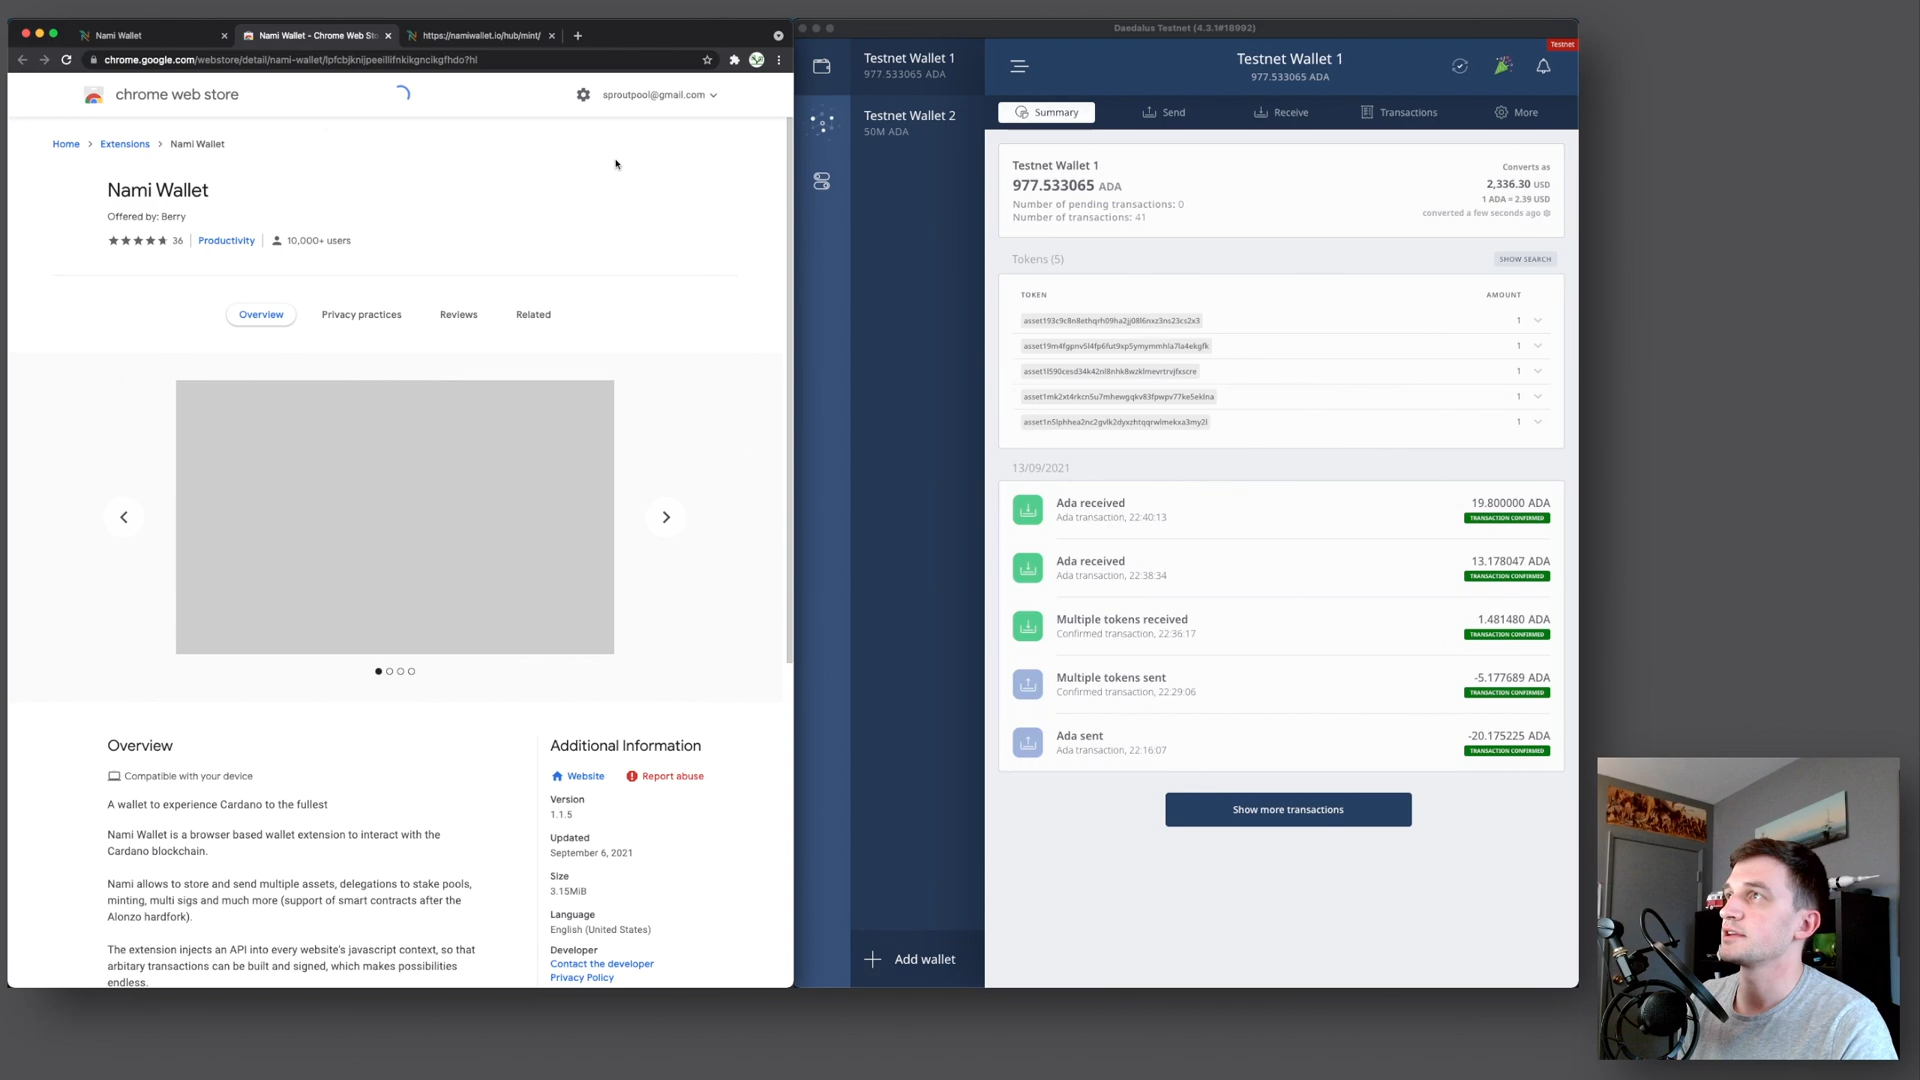 Nami Wallet
Nami Wallet - Chrome Web Sto
https://namiwallet.io/hub/mint/
chrome.google.com/webstore/detail/nami-wallet/lpfcbjknijpeeillifnkikgncikgfhdo?hl
chrome web store
sproutpool@gmail.com
Home > Extensions > Nami Wallet
Nami Wallet
Offered by: Berry
36 Productivity 10,000+ users
Overview Privacy practices Reviews Related
Overview
Compatible with your device
A wallet to experience Cardano to the fullest
Nami Wallet is a browser based wallet extension to interact with the
Cardano blockchain.
Nami allows to store and send multiple assets, delegations to stake pools,
minting, multi sigs and much more (support of smart contracts after the
Alonzo hardfork).
The extension injects an API into every website's javascript context, so that
arbitary transactions can be built and signed, which makes possibilities
endless.
Additional Information
Website Report abuse
Version
1.1.5
Updated
September 6, 2021
Size
3.15MiB
Language
English (United States)
Developer
Contact the developer
Privacy Policy
Daedalus Testnet (4.3.1#18992)
Testnet
Testnet Wallet 1
977.533065 ADA
Testnet Wallet 2
50M ADA
Add wallet
Testnet Wallet 1
977.533065 ADA
Summary Send Receive Transactions More
Testnet Wallet 1
977.533065 ADA
Number of pending transactions: 0
Number of transactions: 41
Converts as
2,336.30 USD
1 ADA = 2.39 USD
converted a few seconds ago
Tokens (5)
SHOW SEARCH
TOKEN AMOUNT
1
1
1
1
1
13/09/2021
Ada received 19.800000 ADA
Ada transaction, 22:40:13 TRANSACTION CONFIRMED
Ada received 13.178047 ADA
Ada transaction, 22:38:34 TRANSACTION CONFIRMED
Multiple tokens received 1.481480 ADA
Confirmed transaction, 22:36:17 TRANSACTION CONFIRMED
Multiple tokens sent -5.177689 ADA
Confirmed transaction, 22:29:06 TRANSACTION CONFIRMED
Ada sent -20.175225 ADA
Ada transaction, 22:16:07 TRANSACTION CONFIRMED
Show more transactions